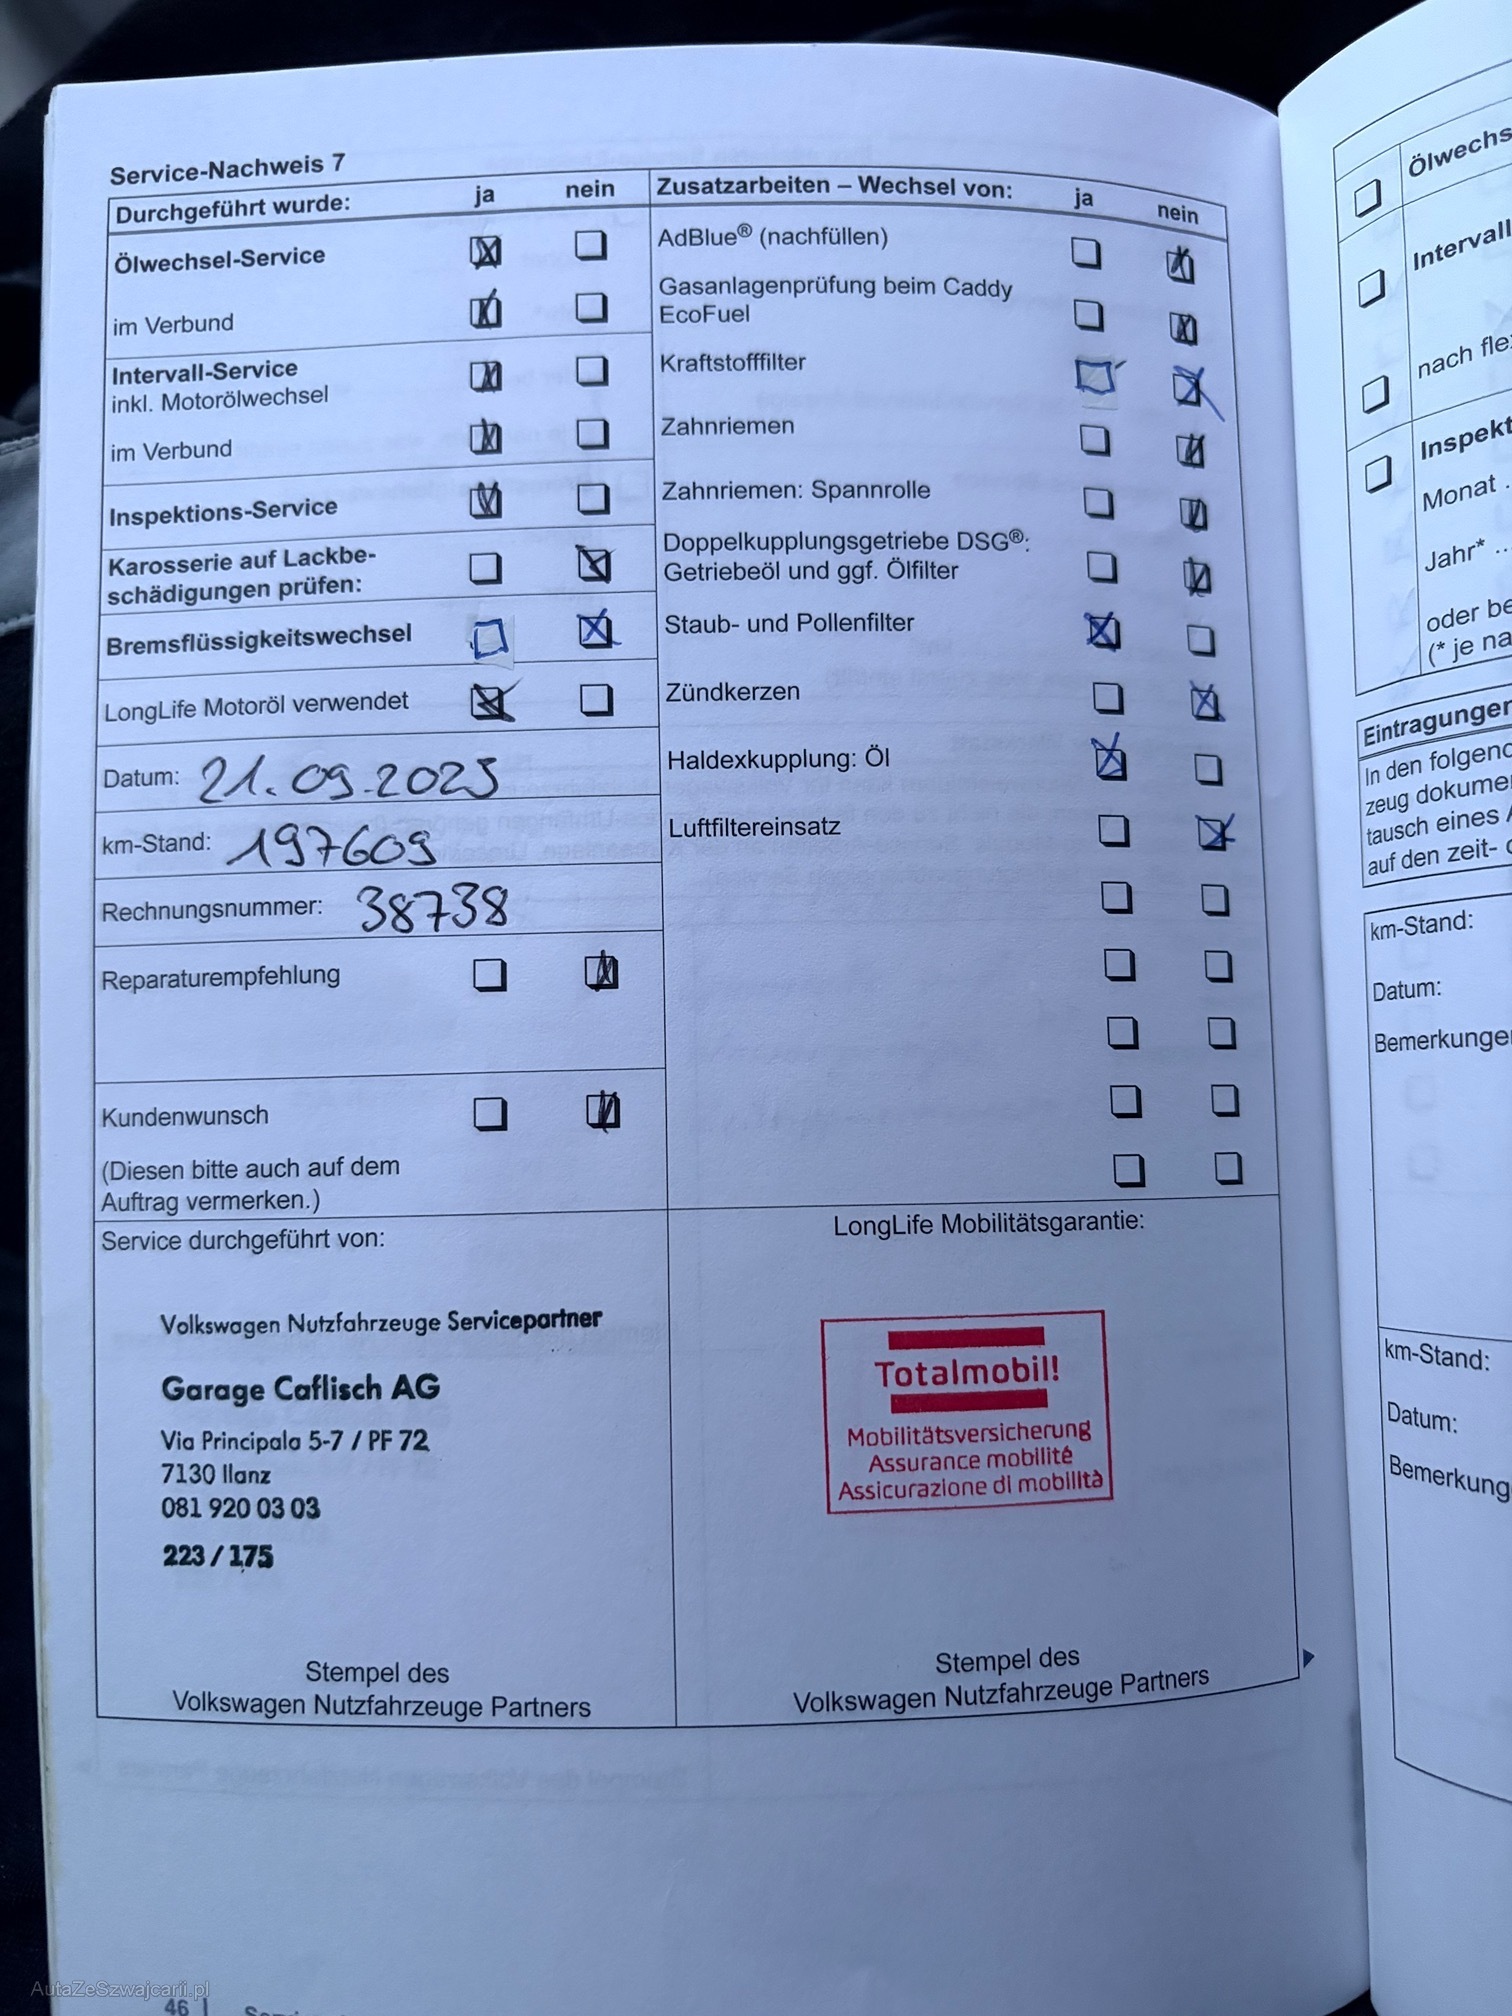 Service-Nachweis 7
Durchgeführt wurde: ja nein
Ölwechsel-Service
im Verbund
Intervall-Service
inkl. Motorölwechsel
im Verbund
Inspektions-Service
Karosserie auf Lackbe-
schädigungen prüfen:
Bremsflüssigkeitswechsel
LongLife Motoröl verwendet
Datum: 21.09.2023
km-Stand: 197609
Rechnungsnummer: 38738
Reparaturempfehlung
Kundenwunsch
(Diesen bitte auch auf dem
Auftrag vermerken.)
Zusatzarbeiten – Wechsel von: ja nein
AdBlue® (nachfüllen)
Gasanlagenprüfung beim Caddy
EcoFuel
Kraftstofffilter
Zahnriemen
Zahnriemen: Spannrolle
Doppelkupplungsgetriebe DSG®:
Getriebeöl und ggf. Ölfilter
Staub- und Pollenfilter
Zündkerzen
Haldexkupplung: Öl
Luftfiltereinsatz
Service durchgeführt von:
Volkswagen Nutzfahrzeuge Servicepartner
Garage Caflisch AG
Via Principala 5-7 / PF 72
7130 Ilanz
081 920 03 03
223 / 175
Stempel des
Volkswagen Nutzfahrzeuge Partners
LongLife Mobilitätsgarantie:
Totalmobil!
Mobilitätsversicherung
Assurance mobilité
Assicurazione di mobilità
Stempel des
Volkswagen Nutzfahrzeuge Partners
46
Ölwechs
Intervall
nach fle
Inspekt
Monat
Jahr*
oder be
(* je na
Eintragungen
In den folgend
zeug dokume
tausch eines
auf den zeit-
km-Stand:
Datum:
Bemerkunge
km-Stand:
Datum:
Bemerkung
AutaZeSzwajcarii.pl